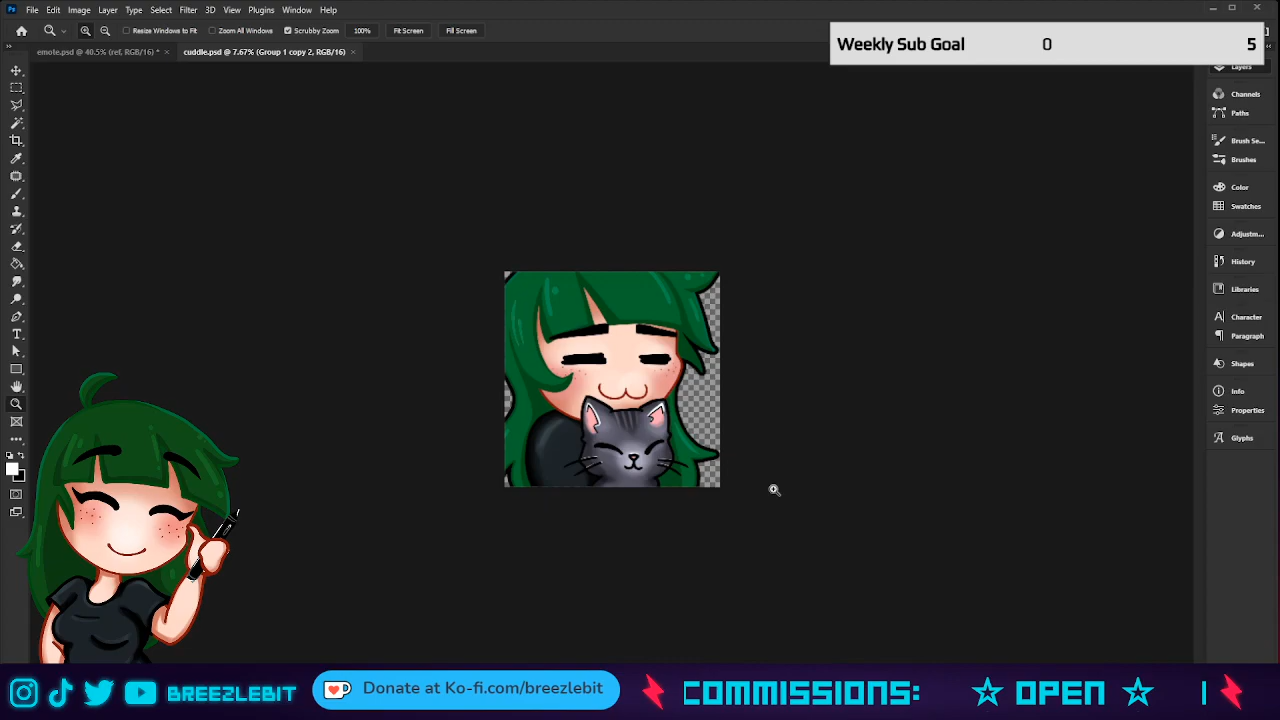 Ps File Edit Image Layer Type Select Filter 3D View Plugins Window Help
Resize Windows to Fit Zoom All Windows Scrubby Zoom 100% Fit Screen Fill Screen
emote.psd @ 40.5% (ref, RGB/16) * × cuddle.psd @ 7.67% (Group 1 copy 2, RGB/16) ×
Weekly Sub Goal 0 5
Layers
Channels
Paths
Brush Se...
Brushes
Color
Swatches
Adjustm...
History
Libraries
Character
Paragraph
Shapes
Info
Properties
Glyphs
BREEZLEBIT Donate at Ko-fi.com/breezlebit COMMISSIONS: ☆ OPEN ☆ |